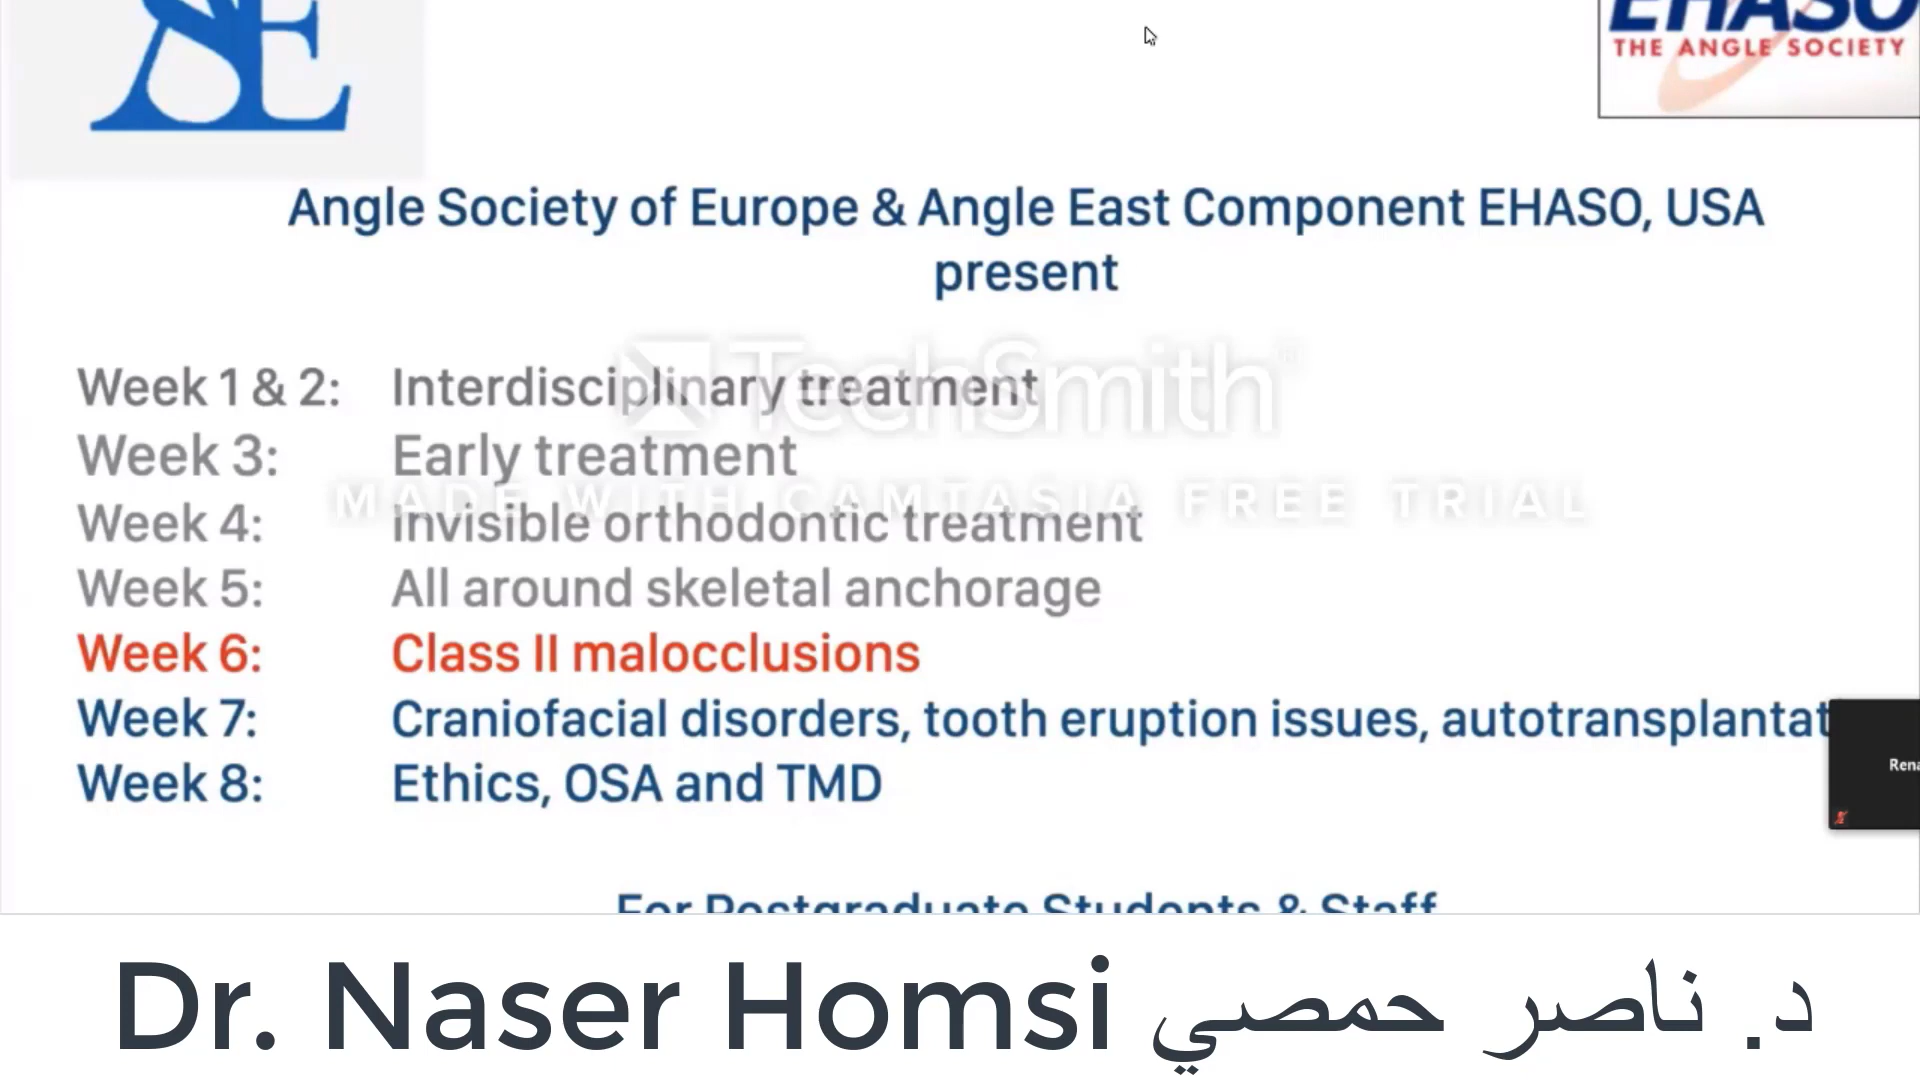 SE
EHASO
THE ANGLE SOCIETY
Angle Society of Europe & Angle East Component EHASO, USA
present
TechSmith
MADE WITH CAMTASIA FREE TRIAL
Week 1 & 2: Interdisciplinary treatment
Week 3: Early treatment
Week 4: Invisible orthodontic treatment
Week 5: All around skeletal anchorage
Week 6: Class II malocclusions
Week 7: Craniofacial disorders, tooth eruption issues, autotransplantat
Week 8: Ethics, OSA and TMD
Rena
For Postgraduate Students & Staff
Dr. Naser Homsi د. ناصر حمصي